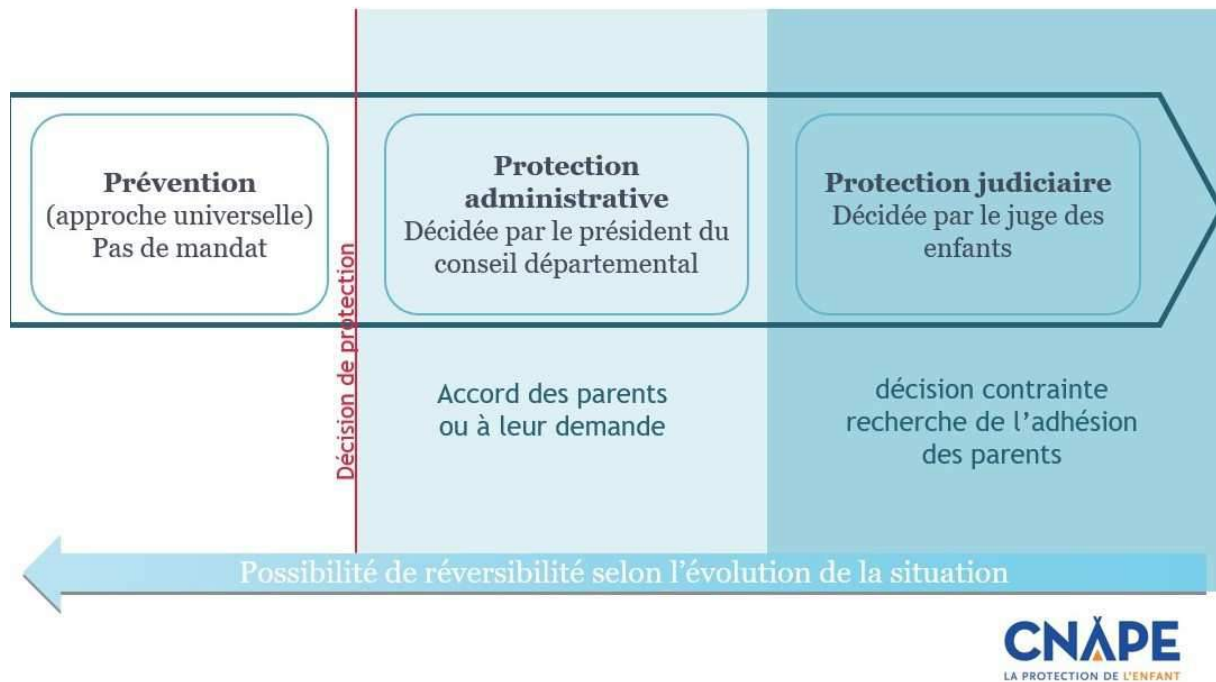 Prévention
(approche universelle)
Pas de mandat
Décision de protection
Protection
administrative
Décidée par le président du
conseil départemental
Protection judiciaire
Décidée par le juge des
enfants
Accord des parents
ou à leur demande
décision contrainte
recherche de l’adhésion
des parents
Possibilité de réversibilité selon l’évolution de la situation
CNAPE
LA PROTECTION DE L’ENFANT